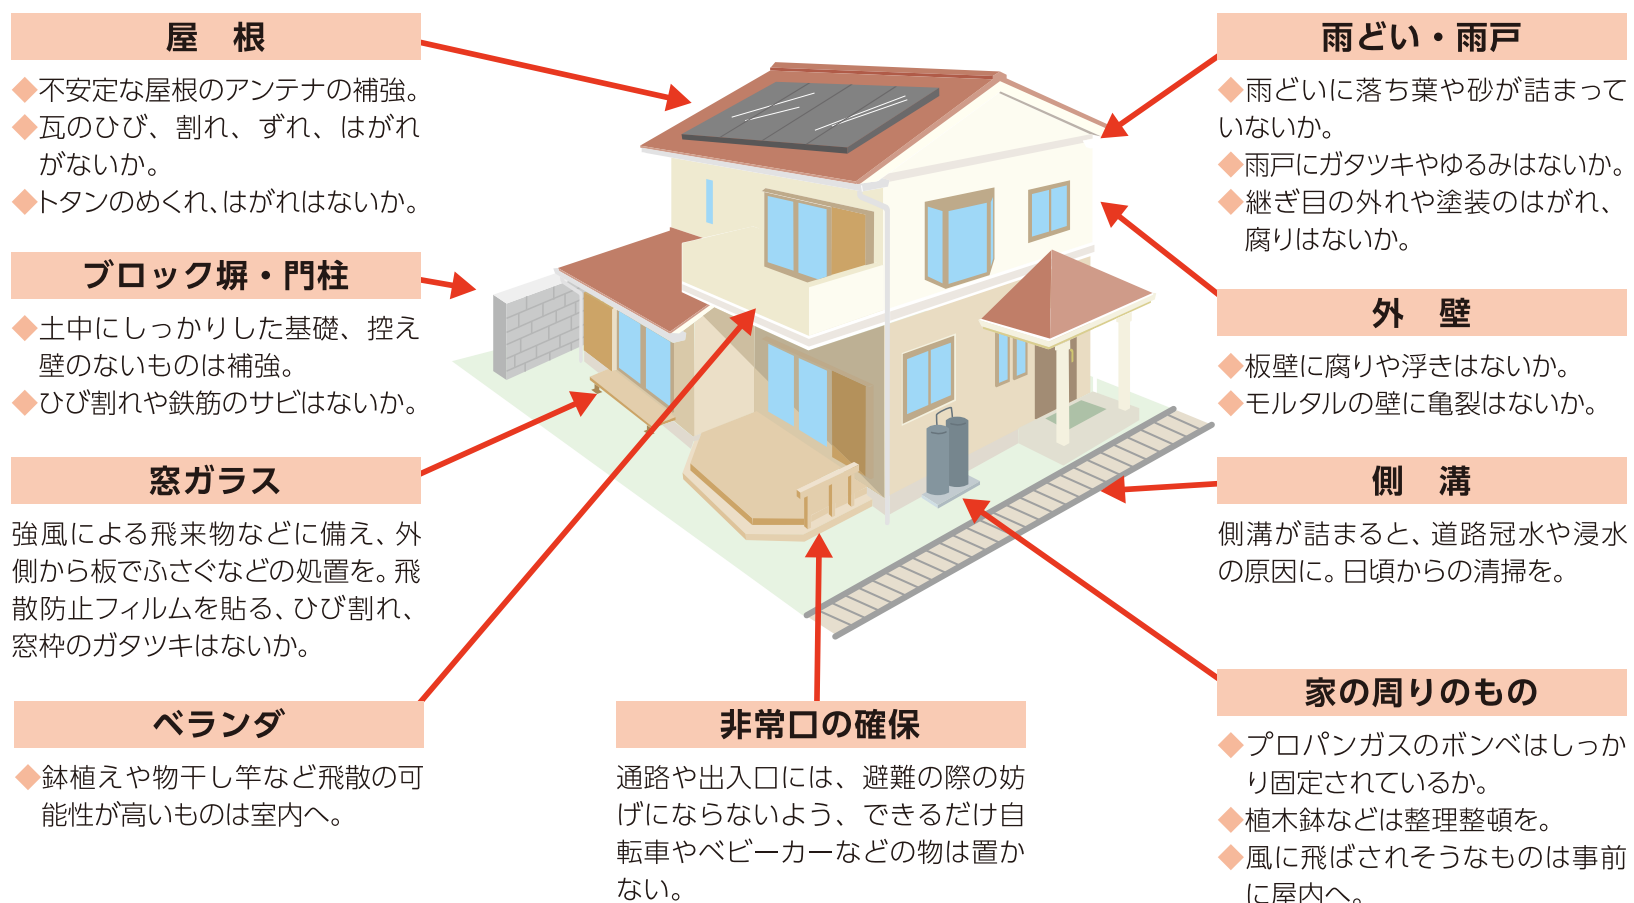 屋　根
◆不安定な屋根のアンテナの補強。
◆瓦のひび、割れ、ずれ、はがれ
がないか。
◆トタンのめくれ、はがれはないか。
ブロック塀・門柱
◆土中にしっかりした基礎、控え
壁のないものは補強。
◆ひび割れや鉄筋のサビはないか。
窓ガラス
強風による飛来物などに備え、外
側から板でふさぐなどの処置を。飛
散防止フィルムを貼る、ひび割れ、
窓枠のガタツキはないか。
ベランダ
◆鉢植えや物干し竿など飛散の可
能性が高いものは室内へ。
非常口の確保
通路や出入口には、避難の際の妨
げにならないよう、できるだけ自
転車やベビーカーなどの物は置か
ない。
雨どい・雨戸
◆雨どいに落ち葉や砂が詰まって
いないか。
◆雨戸にガタツキやゆるみはないか。
◆継ぎ目の外れや塗装のはがれ、
腐りはないか。
外　壁
◆板壁に腐りや浮きはないか。
◆モルタルの壁に亀裂はないか。
側　溝
側溝が詰まると、道路冠水や浸水
の原因に。日頃からの清掃を。
家の周りのもの
◆プロパンガスのボンベはしっか
り固定されているか。
◆植木鉢などは整理整頓を。
◆風に飛ばされそうなものは事前
に屋内へ。